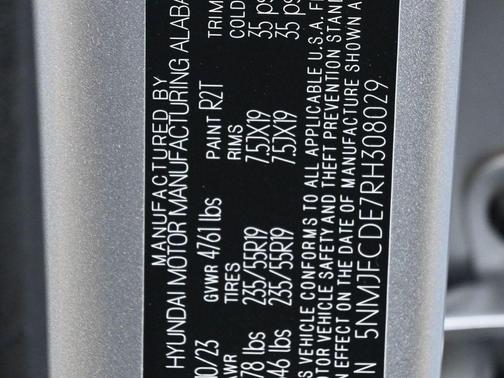 MANUFACTURED BY
HYUNDAI MOTOR MANUFACTURING ALABA
10/23 GVWR 4761 lbs PAINT R2T TRIM
AWR TIRES RIMS COLD
78 lbs 235/55R19 7.5JX19 35 ps
46 lbs 235/55R19 7.5JX19 35 ps
S VEHICLE CONFORMS TO ALL APPLICABLE U.S.A. F
TOR VEHICLE SAFETY AND THEFT PREVENTION STAN
N EFFECT ON THE DATE OF MANUFACTURE SHOWN A
N 5NMJFCDE7RH308029